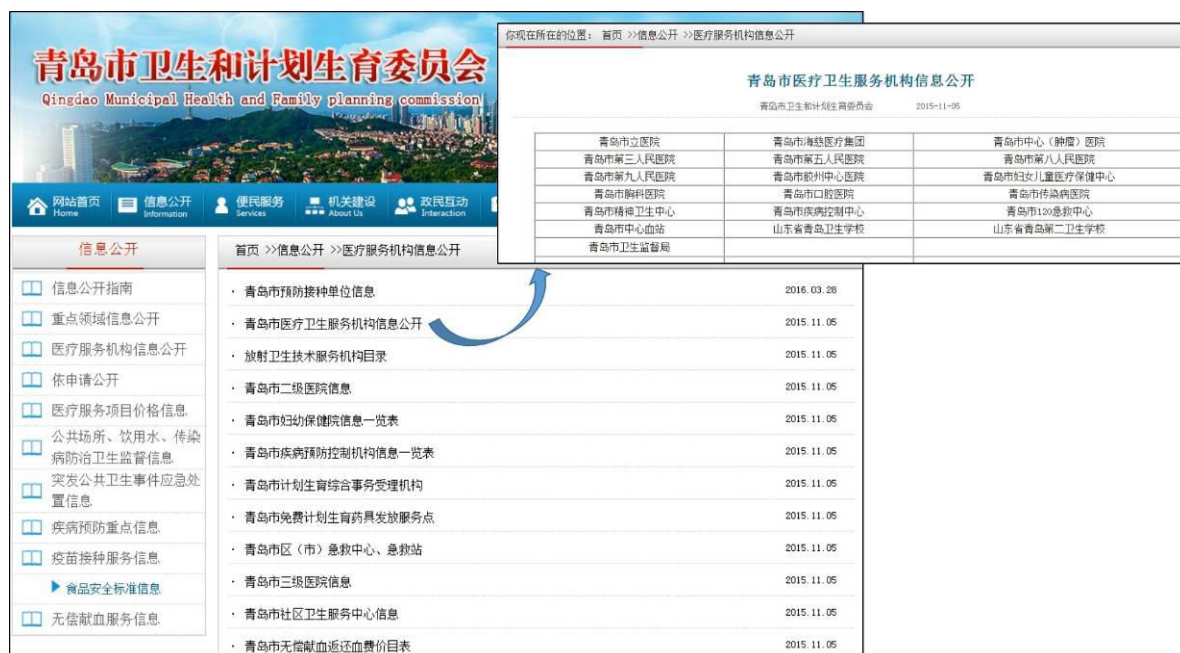 青岛市卫生和计划生育委员会
Qingdao Municipal Health and Family planning commission
网站首页 信息公开 便民服务 机关建设 政民互动
Home Information Services About Us Interaction
信息公开
信息公开指南
重点领域信息公开
医疗服务机构信息公开
依申请公开
医疗服务项目价格信息
公共场所、饮用水、传染
病防治卫生监督信息
突发公共卫生事件应急处
置信息
疾病预防重点信息
疫苗接种服务信息
食品安全标准信息
无偿献血服务信息
首页 >>信息公开 >>医疗服务机构信息公开
· 青岛市预防接种单位信息 2016.03.28
· 青岛市医疗卫生服务机构信息公开 2015.11.05
· 放射卫生技术服务机构目录 2015.11.05
· 青岛市二级医院信息 2015.11.05
· 青岛市妇幼保健院信息一览表 2015.11.05
· 青岛市疾病预防控制机构信息一览表 2015.11.05
· 青岛市计划生育综合事务受理机构 2015.11.05
· 青岛市免费计划生育药具发放服务点 2015.11.05
· 青岛市区（市）急救中心、急救站 2015.11.05
· 青岛市三级医院信息 2015.11.05
· 青岛市社区卫生服务中心信息 2015.11.05
· 青岛市无偿献血返还血费价目表 2015.11.05
你现在所在的位置： 首页 >>信息公开 >>医疗服务机构信息公开
青岛市医疗卫生服务机构信息公开
青岛市卫生和计划生育委员会 2015-11-05
青岛市立医院 青岛市海慈医疗集团 青岛市中心（肿瘤）医院
青岛市第三人民医院 青岛市第五人民医院 青岛市第八人民医院
青岛市第九人民医院 青岛市胶州中心医院 青岛市妇女儿童医疗保健中心
青岛市胸科医院 青岛市口腔医院 青岛市传染病医院
青岛市精神卫生中心 青岛市疾病控制中心 青岛市120急救中心
青岛市中心血站 山东省青岛卫生学校 山东省青岛第二卫生学校
青岛市卫生监督局